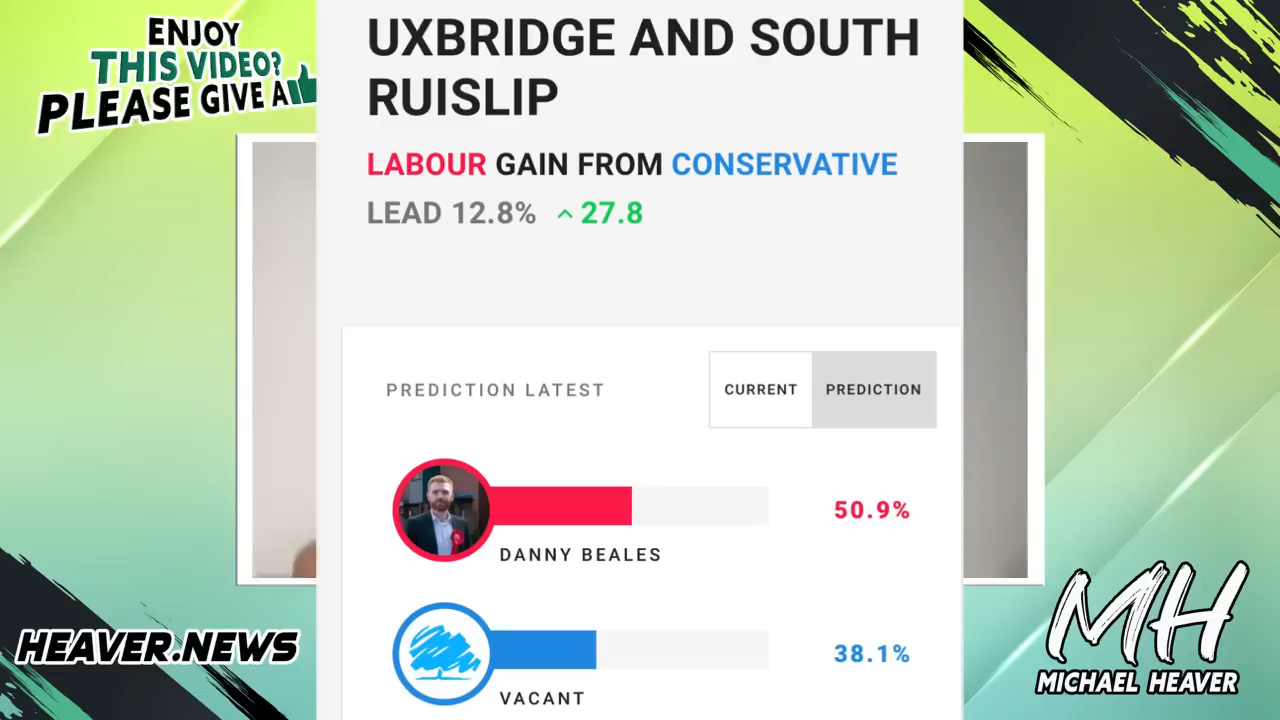 ENJOY
THIS VIDEO?
PLEASE GIVE A
UXBRIDGE AND SOUTH
RUISLIP
LABOUR GAIN FROM CONSERVATIVE
LEAD 12.8% ^ 27.8
PREDICTION LATEST
CURRENT
PREDICTION
50.9%
DANNY BEALES
38.1%
VACANT
HEAVER.NEWS
MH
MICHAEL HEAVER